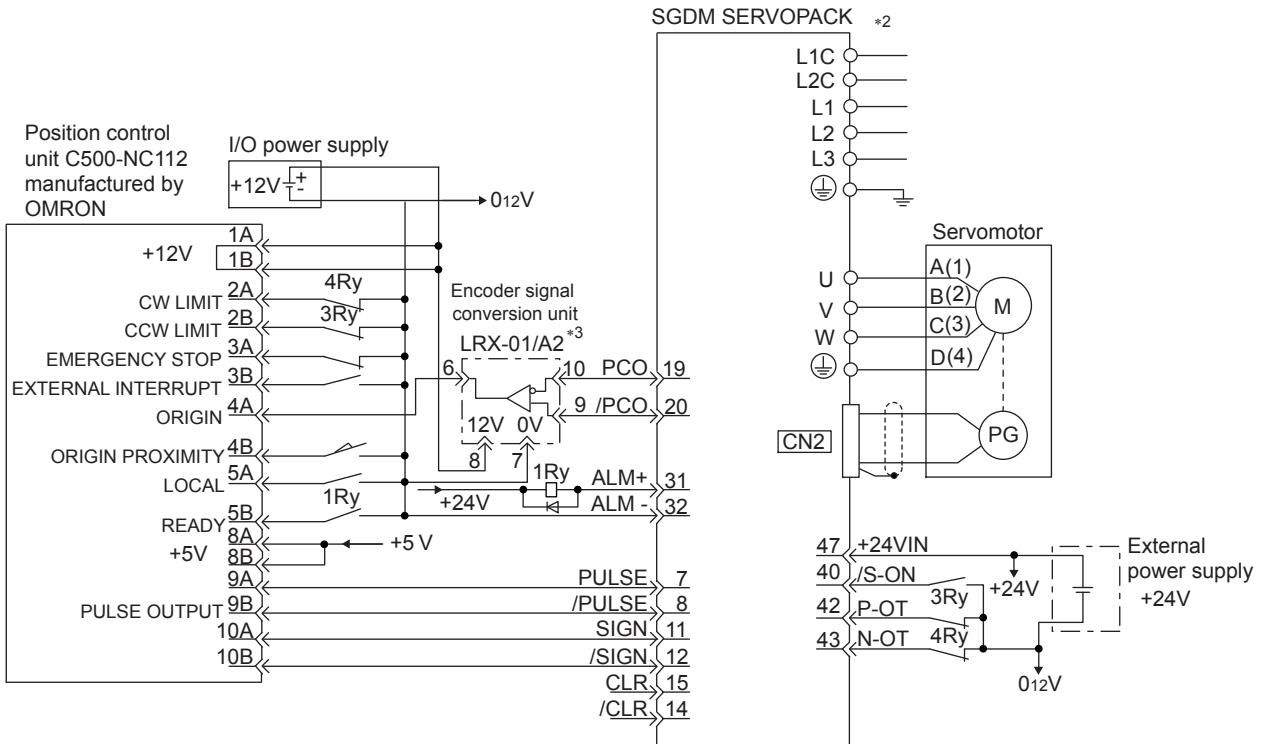 SGDM SERVOPACK *2
L1C
L2C
L1
L2
L3
Position control
unit C500-NC112
manufactured by
OMRON
I/O power supply
+12V
+
-
012V
1A
+12V
1B
CW LIMIT 2A 4Ry
CCW LIMIT 2B 3Ry
EMERGENCY STOP 3A
EXTERNAL INTERRUPT 3B
ORIGIN 4A
ORIGIN PROXIMITY 4B
LOCAL 5A
READY 5B 1Ry
8A
+5V
8B
+5 V
9A
PULSE OUTPUT 9B
10A
10B
Encoder signal
conversion unit
LRX-01/A2 *3
6
10 PCO 19
9 /PCO 20
12V 0V
8 7
1Ry
+24V
ALM+ 31
ALM - 32
PULSE 7
/PULSE 8
SIGN 11
/SIGN 12
CLR 15
/CLR 14
Servomotor
U A(1)
V B(2)
W C(3)
D(4)
M
CN2
PG
47 +24VIN
40 /S-ON
3Ry
+24V
42 P-OT
43 N-OT 4Ry
012V
External
power supply
+24V